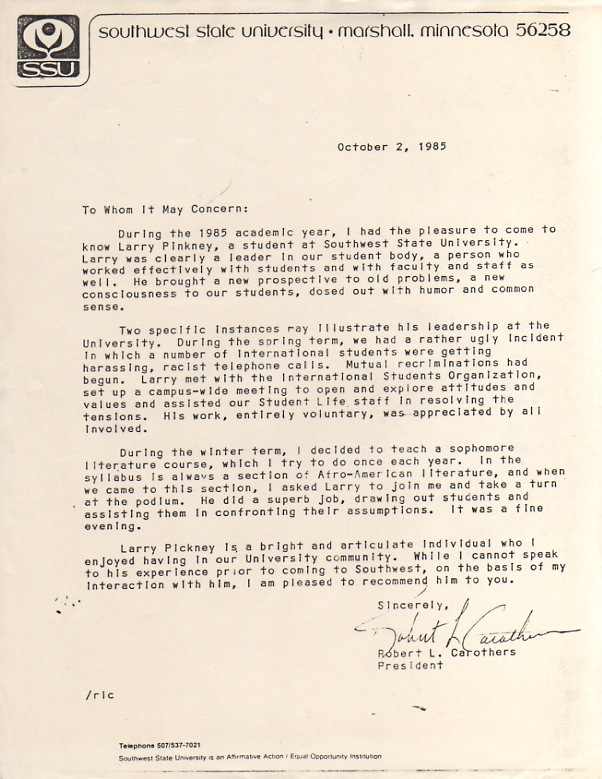 SSU
southwest state university • marshall, minnesota 56258
October 2, 1985
To Whom It May Concern:
During the 1985 academic year, I had the pleasure to come to
know Larry Pinkney, a student at Southwest State University.
Larry was clearly a leader in our student body, a person who
worked effectively with students and with faculty and staff as
well. He brought a new prospective to old problems, a new
consciousness to our students, dosed out with humor and common
sense.
Two specific instances may illustrate his leadership at the
University. During the spring term, we had a rather ugly incident
in which a number of international students were getting
harassing, racist telephone calls. Mutual recriminations had
begun. Larry met with the International Students Organization,
set up a campus-wide meeting to open and explore attitudes and
values and assisted our Student Life staff in resolving the
tensions. His work, entirely voluntary, was appreciated by all
involved.
During the winter term, I decided to teach a sophomore
literature course, which I try to do once each year. In the
syllabus is always a section of Afro-American literature, and when
we came to this section, I asked Larry to join me and take a turn
at the podium. He did a superb job, drawing out students and
assisting them in confronting their assumptions. It was a fine
evening.
Larry Pickney is a bright and articulate individual who I
enjoyed having in our University community. While I cannot speak
to his experience prior to coming to Southwest, on the basis of my
interaction with him, I am pleased to recommend him to you.
Sincerely,
Robert L Carothers
Robert L. Carothers
President
/rlc
Telephone 507/537-7021
Southwest State University is an Affirmative Action / Equal Opportunity Institution